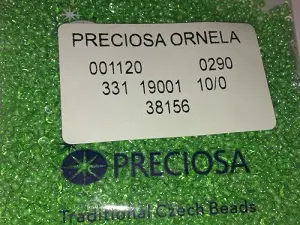 PRECIOSA ORNELA
001120 0290
331 19001 10/0
38156
PRECIOSA
Traditional Czech Beads